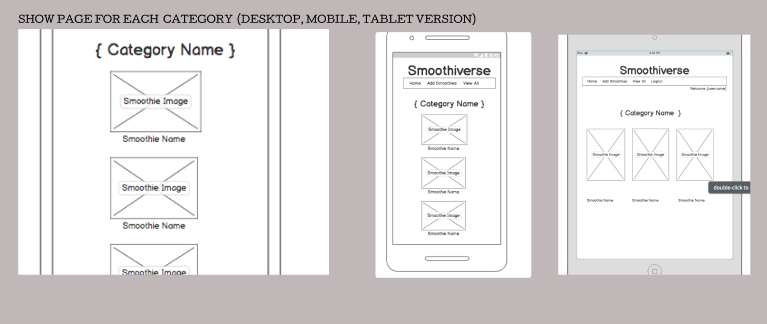 SHOW PAGE FOR EACH CATEGORY (DESKTOP, MOBILE, TABLET VERSION)
{ Category Name }
Smoothie Image
Smoothie Name
Smoothie Image
Smoothie Name
Smoothie Image
Smoothiverse
Home Add Smoothies View All
{ Category Name }
Smoothie Image
Smoothie Name
Smoothie Image
Smoothie Name
Smoothie Image
Smoothie Name
Smoothiverse
Home Add Smoothies View All Logout
Welcome {username}
{ Category Name }
Smoothie Image Smoothie Image Smoothie Image
double-click to
Smoothie Name Smoothie Name Smoothie Name